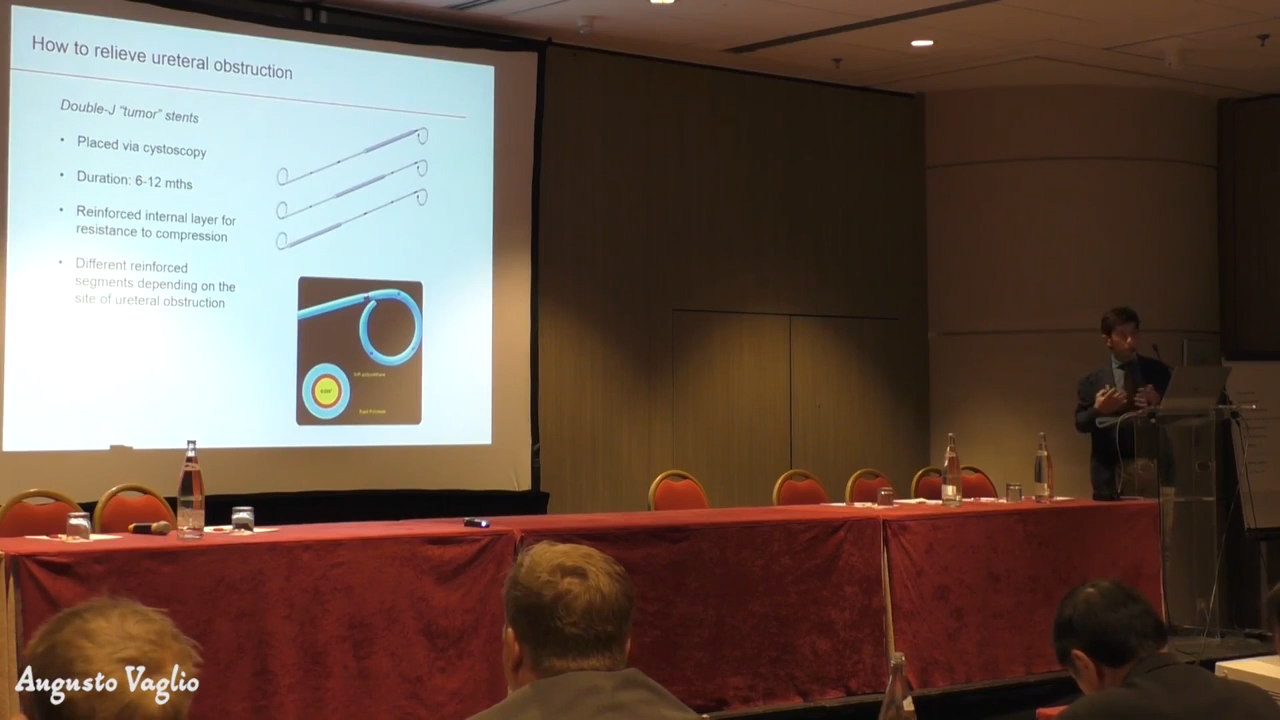 How to relieve ureteral obstruction
Double-J "tumor" stents
• Placed via cystoscopy
• Duration: 6-12 mths
• Reinforced internal layer for
resistance to compression
• Different reinforced
segments depending on the
site of ureteral obstruction
Augusto Vaglio